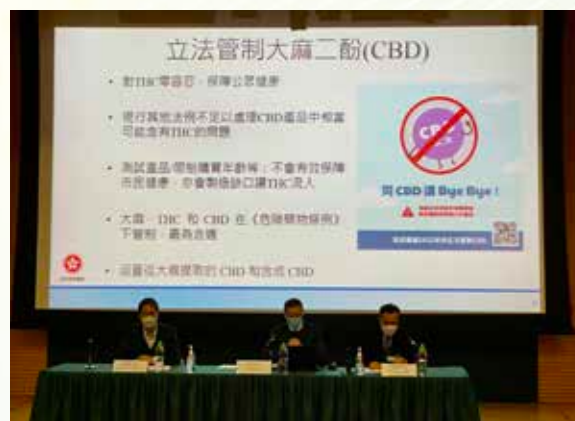 立法管制大麻二酚(CBD)
• 對THC零容忍，保障公眾健康
• 現行其他法例不足以處理CBD產品中相當
可能含有THC的問題
• 測試產品/限制購買年齡等：不會有效保障
市民健康，亦會製造缺口讓THC流入
• 大麻、THC 和 CBD 在《危險藥物條例》
下管制，最為合適
• 涵蓋從大麻提取的 CBD 和合成 CBD
CBD
同 CBD 講 Bye Bye !